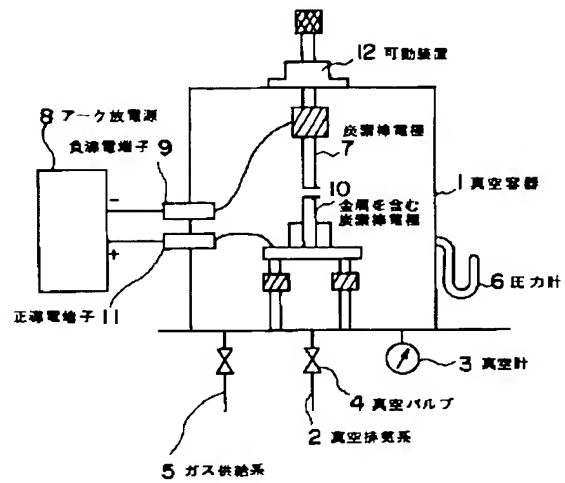 12 可動装置
8 アーク放電源
負導電端子 9
炭素棒電極
7
10
金属を含む
炭素棒電極
1 真空容器
−
+
6 圧力計
正導電端子 11
3 真空計
4 真空バルブ
2 真空排気系
5 ガス供給系